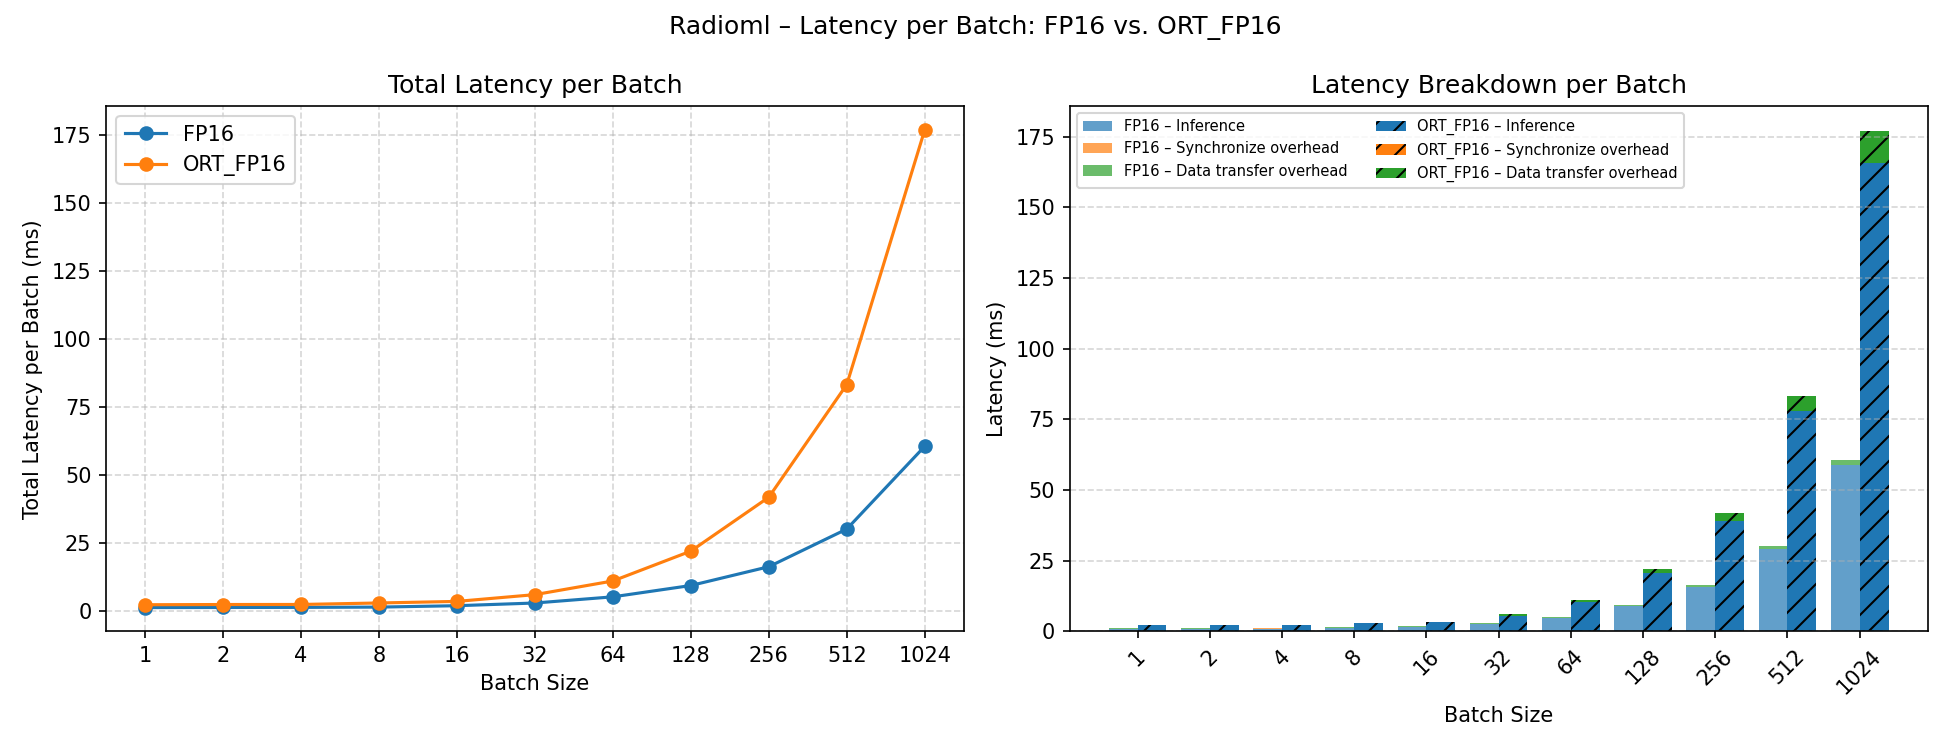 Radioml – Latency per Batch: FP16 vs. ORT_FP16
Total Latency per Batch
FP16
ORT_FP16
Total Latency per Batch (ms)
175
150
125
100
75
50
25
0
1 2 4 8 16 32 64 128 256 512 1024
Batch Size
Latency Breakdown per Batch
FP16 – Inference
FP16 – Synchronize overhead
FP16 – Data transfer overhead
ORT_FP16 – Inference
ORT_FP16 – Synchronize overhead
ORT_FP16 – Data transfer overhead
Latency (ms)
175
150
125
100
75
50
25
0
1 2 4 8 16 32 64 128 256 512 1024
Batch Size